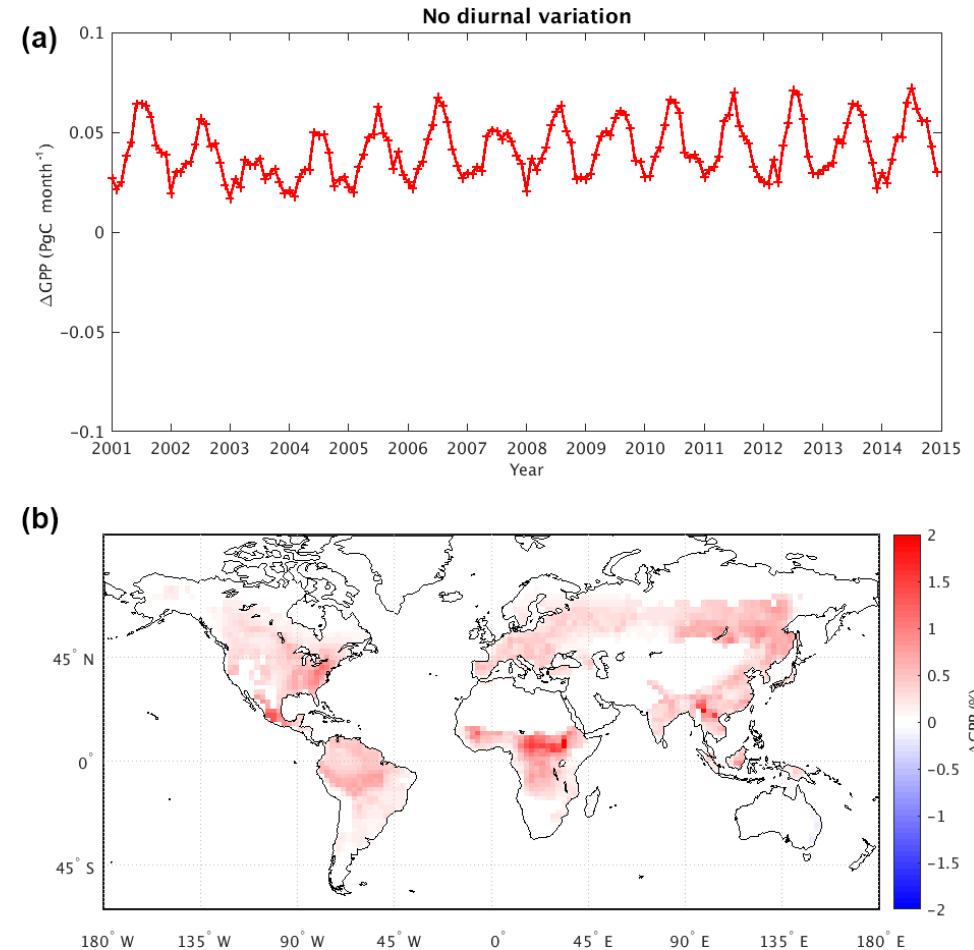 No diurnal variation
(a)
0.1
0.05
0
−0.05
−0.1
ΔGPP (PgC month⁻¹)
2001 2002 2003 2004 2005 2006 2007 2008 2009 2010 2011 2012 2013 2014 2015
Year
(b)
45° N
0°
45° S
180° W 135° W 90° W 45° W 0° 45° E 90° E 135° E 180° E
2
1.5
1
0.5
0
−0.5
−1
−1.5
−2